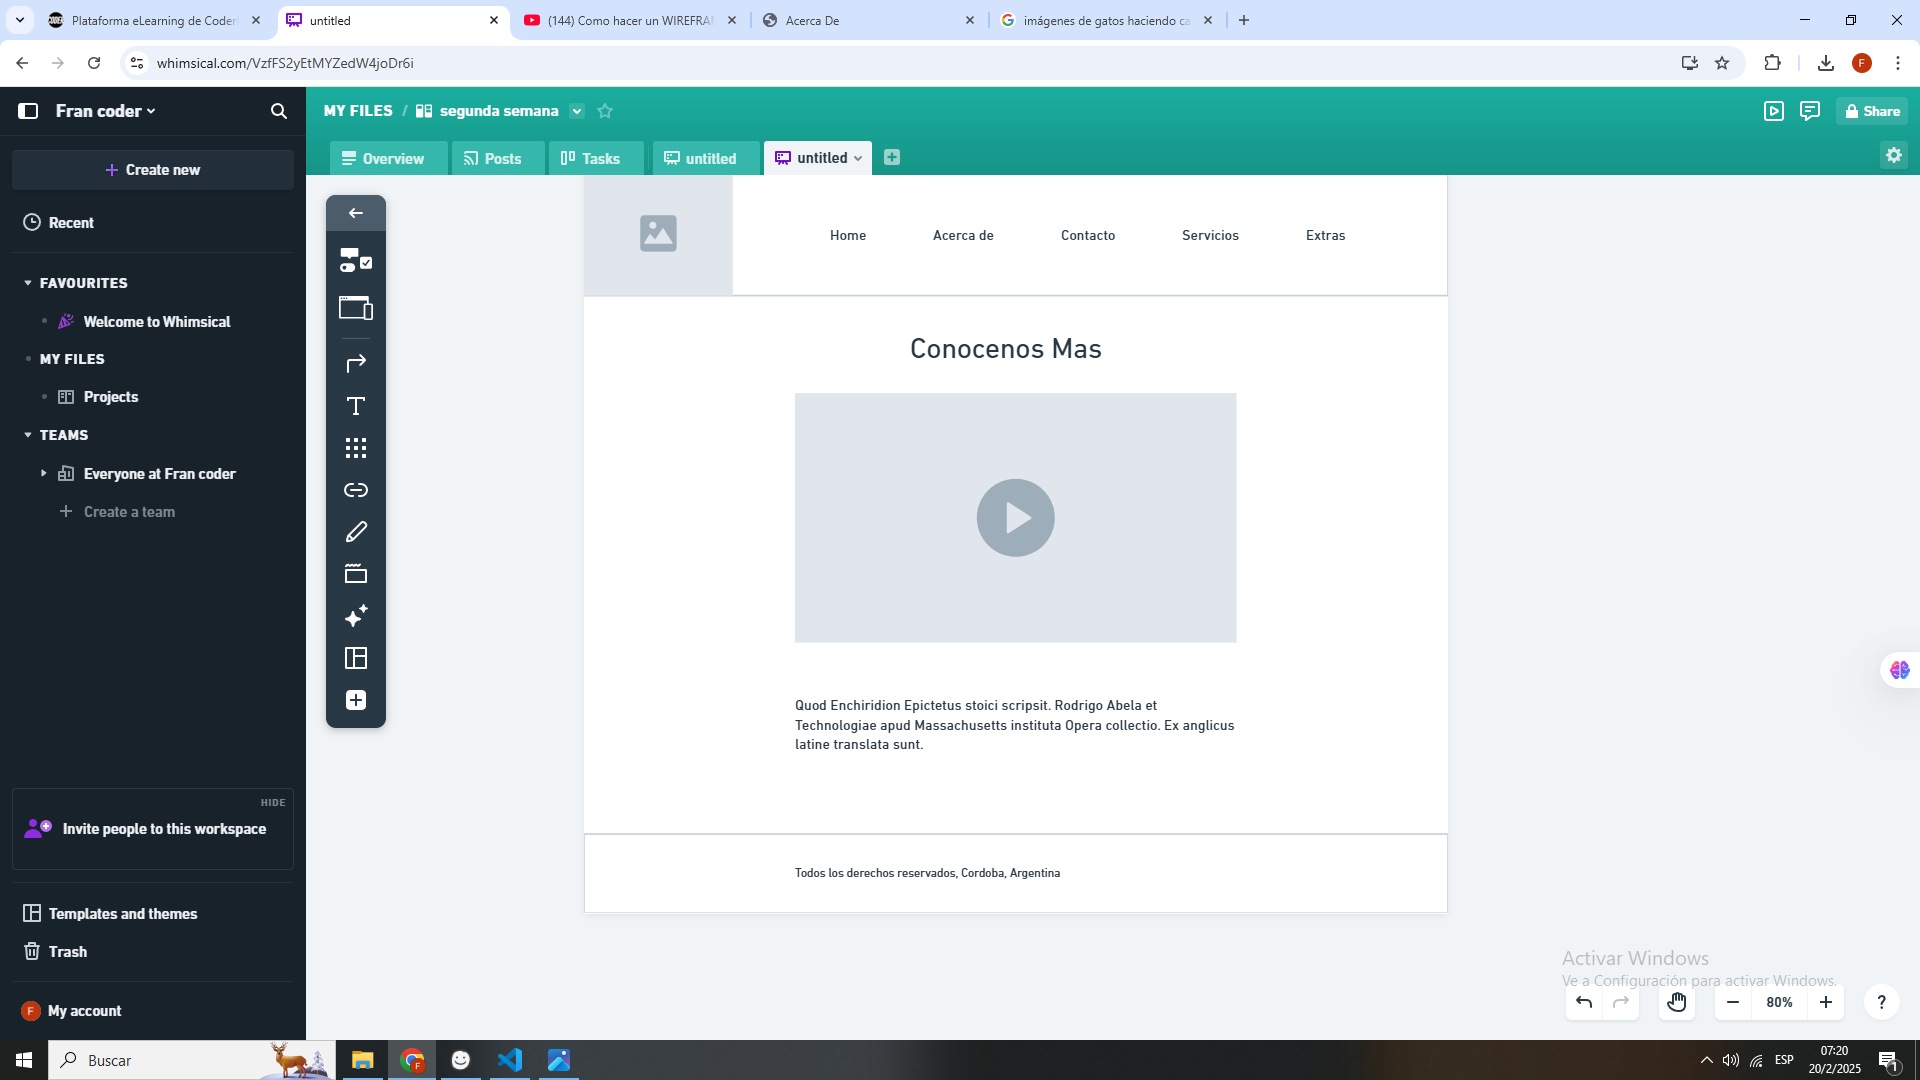 Plataforma eLearning de Coder
untitled
(144) Como hacer un WIREFRA
Acerca De
imágenes de gatos haciendo ca
whimsical.com/VzfFS2yEtMYZedW4joDr6i
F
Fran coder
MY FILES / segunda semana
Share
Overview
Posts
Tasks
untitled
untitled
Create new
Recent
FAVOURITES
Welcome to Whimsical
MY FILES
Projects
TEAMS
Everyone at Fran coder
Create a team
HIDE
Invite people to this workspace
Templates and themes
Trash
F My account
Home
Acerca de
Contacto
Servicios
Extras
Conocenos Mas
Quod Enchiridion Epictetus stoici scripsit. Rodrigo Abela et
Technologiae apud Massachusetts instituta Opera collectio. Ex anglicus
latine translata sunt.
Todos los derechos reservados, Cordoba, Argentina
Activar Windows
Ve a Configuración para activar Windows.
80%
?
Buscar
F
ESP
07:20
20/2/2025
1